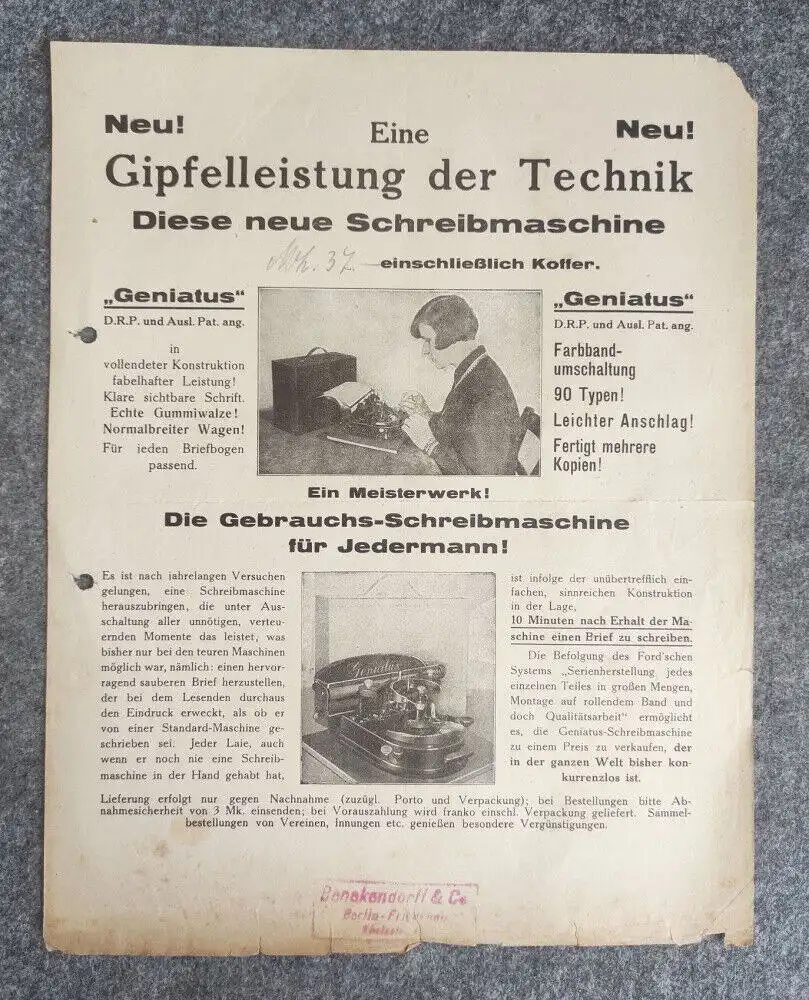 Neu!
Eine
Neu!
Gipfelleistung der Technik
Diese neue Schreibmaschine
Mk. 37.— einschließlich Koffer.
„Geniatus“
D.R.P. und Ausl. Pat. ang.
in
vollendeter Konstruktion
fabelhafter Leistung!
Klare sichtbare Schrift.
Echte Gummiwalze!
Normalbreiter Wagen!
Für jeden Briefbogen
passend.
„Geniatus“
D.R.P. und Ausl. Pat. ang.
Farbband-
umschaltung
90 Typen!
Leichter Anschlag!
Fertigt mehrere
Kopien!
Ein Meisterwerk!
Die Gebrauchs-Schreibmaschine
für Jedermann!
Es ist nach jahrelangen Versuchen
gelungen, eine Schreibmaschine
herauszubringen, die unter Aus-
schaltung aller unnötigen, verteu-
ernden Momente das leistet, was
bisher nur bei den teuren Maschinen
möglich war, nämlich: einen hervor-
ragend sauberen Brief herzustellen,
der bei dem Lesenden durchaus
den Eindruck erweckt, als ob er
von einer Standard-Maschine ge-
schrieben sei. Jeder Laie, auch
wenn er noch nie eine Schreib-
maschine in der Hand gehabt hat,
Geniatus
ist infolge der unübertrefflich ein-
fachen, sinnreichen Konstruktion
in der Lage,
10 Minuten nach Erhalt der Ma-
schine einen Brief zu schreiben.
Die Befolgung des Ford'schen
Systems „Serienherstellung jedes
einzelnen Teiles in großen Mengen,
Montage auf rollendem Band und
doch Qualitätsarbeit“ ermöglicht
es, die Geniatus-Schreibmaschine
zu einem Preis zu verkaufen, der
in der ganzen Welt bisher kon-
kurrenzlos ist.
Lieferung erfolgt nur gegen Nachnahme (zuzügl. Porto und Verpackung); bei Bestellungen bitte Ab-
nahmesicherheit von 3 Mk. einsenden; bei Vorauszahlung wird franko einschl. Verpackung geliefert. Sammel-
bestellungen von Vereinen, Innungen etc. genießen besondere Vergünstigungen.
Benekendorff & Co
Berlin-